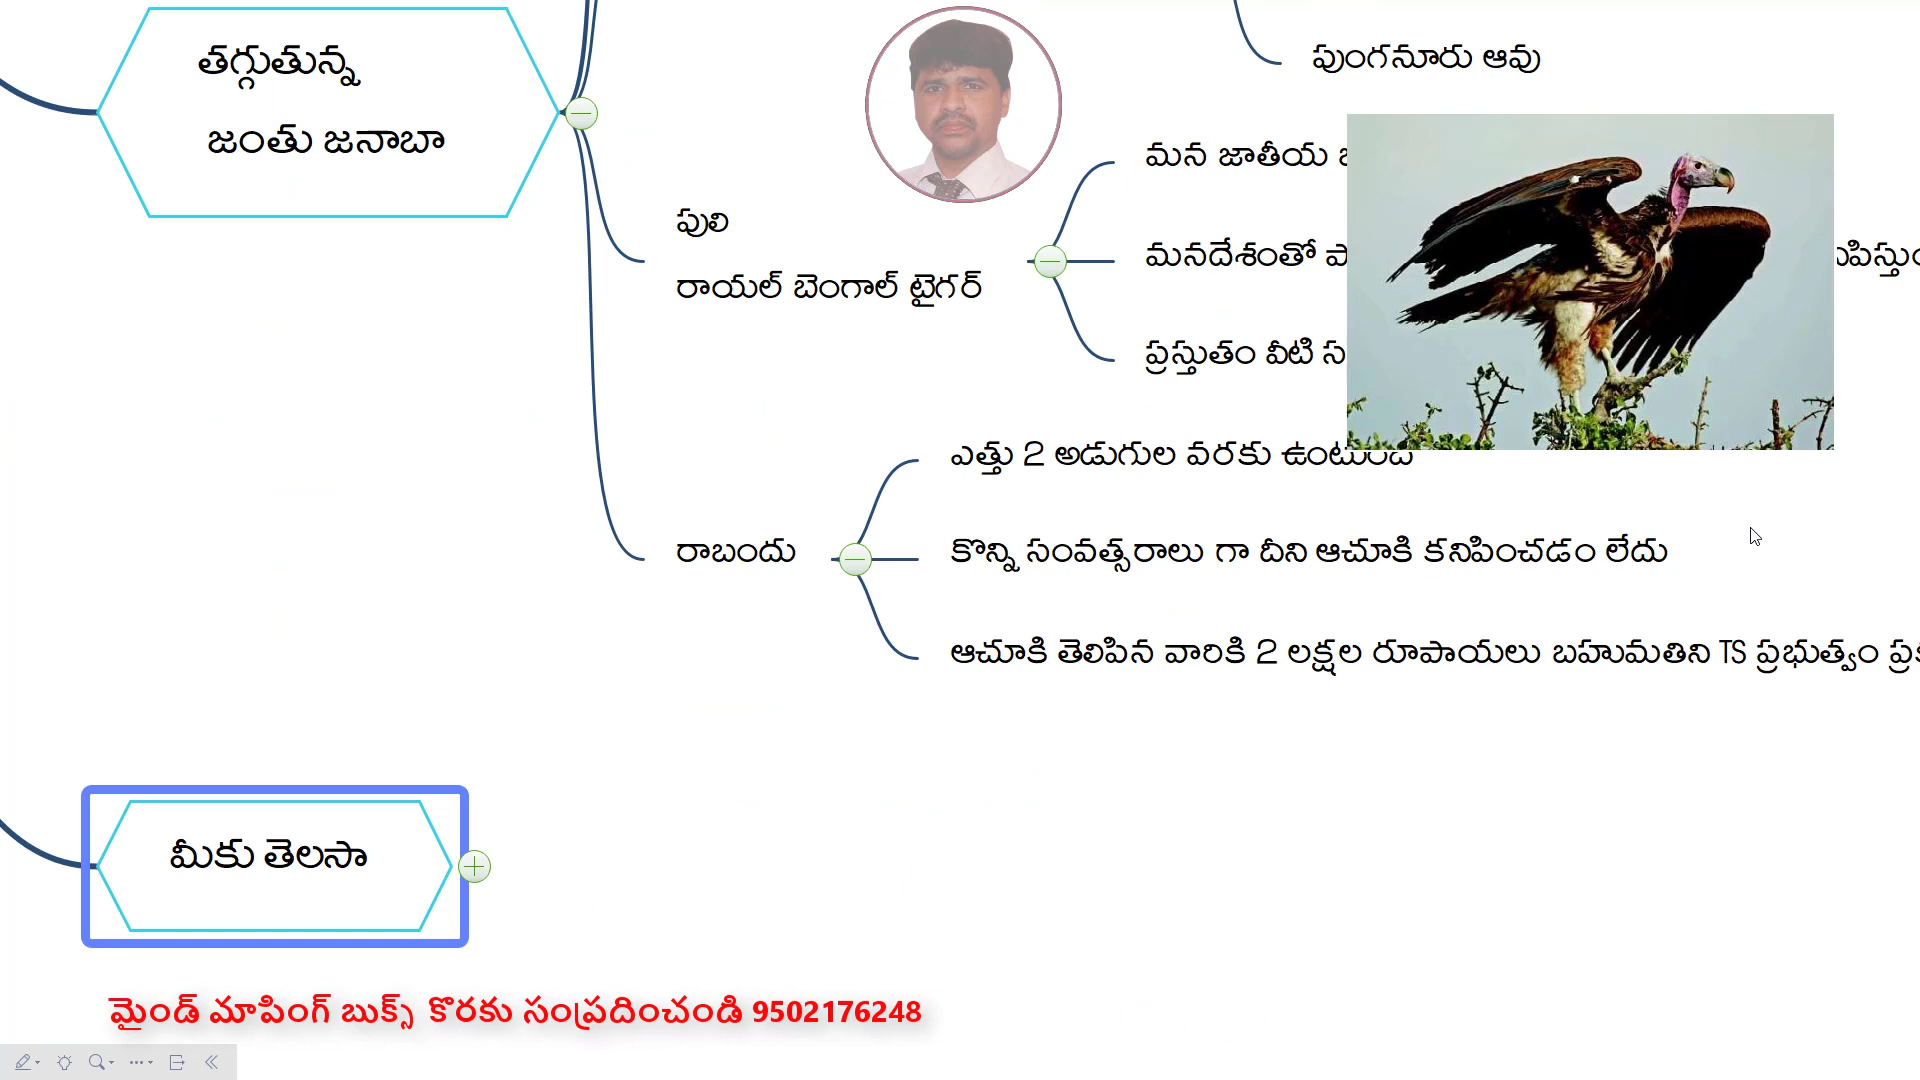 తగ్గుతున్న
జంతు జనాబా
పుంగనూరు ఆవు
పులి
రాయల్ బెంగాల్ టైగర్
మన జాతీయ
మనదేశంతో
ప్రస్తుతం వీటి
రాబందు
ఎత్తు 2 అడుగుల వరకు ఉంటుంది
కొన్ని సంవత్సరాలు గా దీని ఆచూకి కనిపించడం లేదు
ఆచూకి తెలిపిన వారికి 2 లక్షల రూపాయలు బహుమతిని TS ప్రభుత్వం
మీకు తెలసా
మైండ్ మాపింగ్ బుక్స్ కొరకు సంప్రదించండి 9502176248